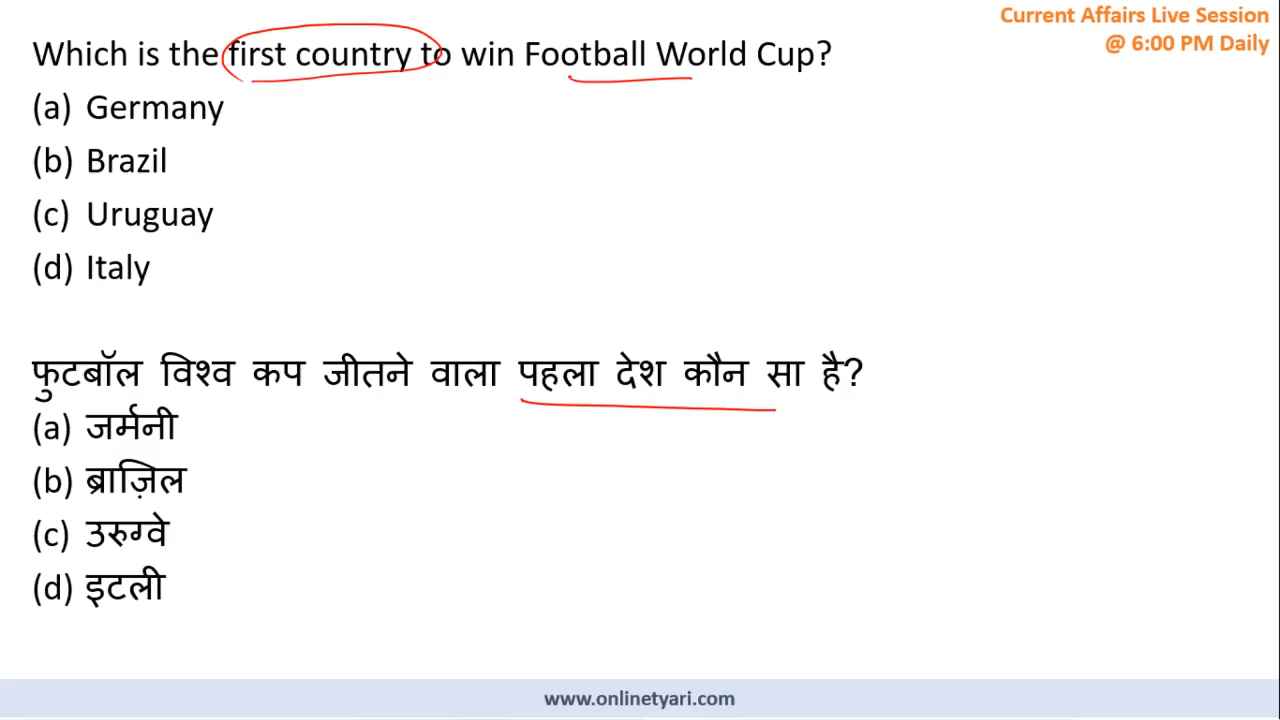 Current Affairs Live Session
@ 6:00 PM Daily
Which is the first country to win Football World Cup?
(a) Germany
(b) Brazil
(c) Uruguay
(d) Italy
फुटबॉल विश्व कप जीतने वाला पहला देश कौन सा है?
(a) जर्मनी
(b) ब्राज़िल
(c) उरुग्वे
(d) इटली
www.onlinetyari.com